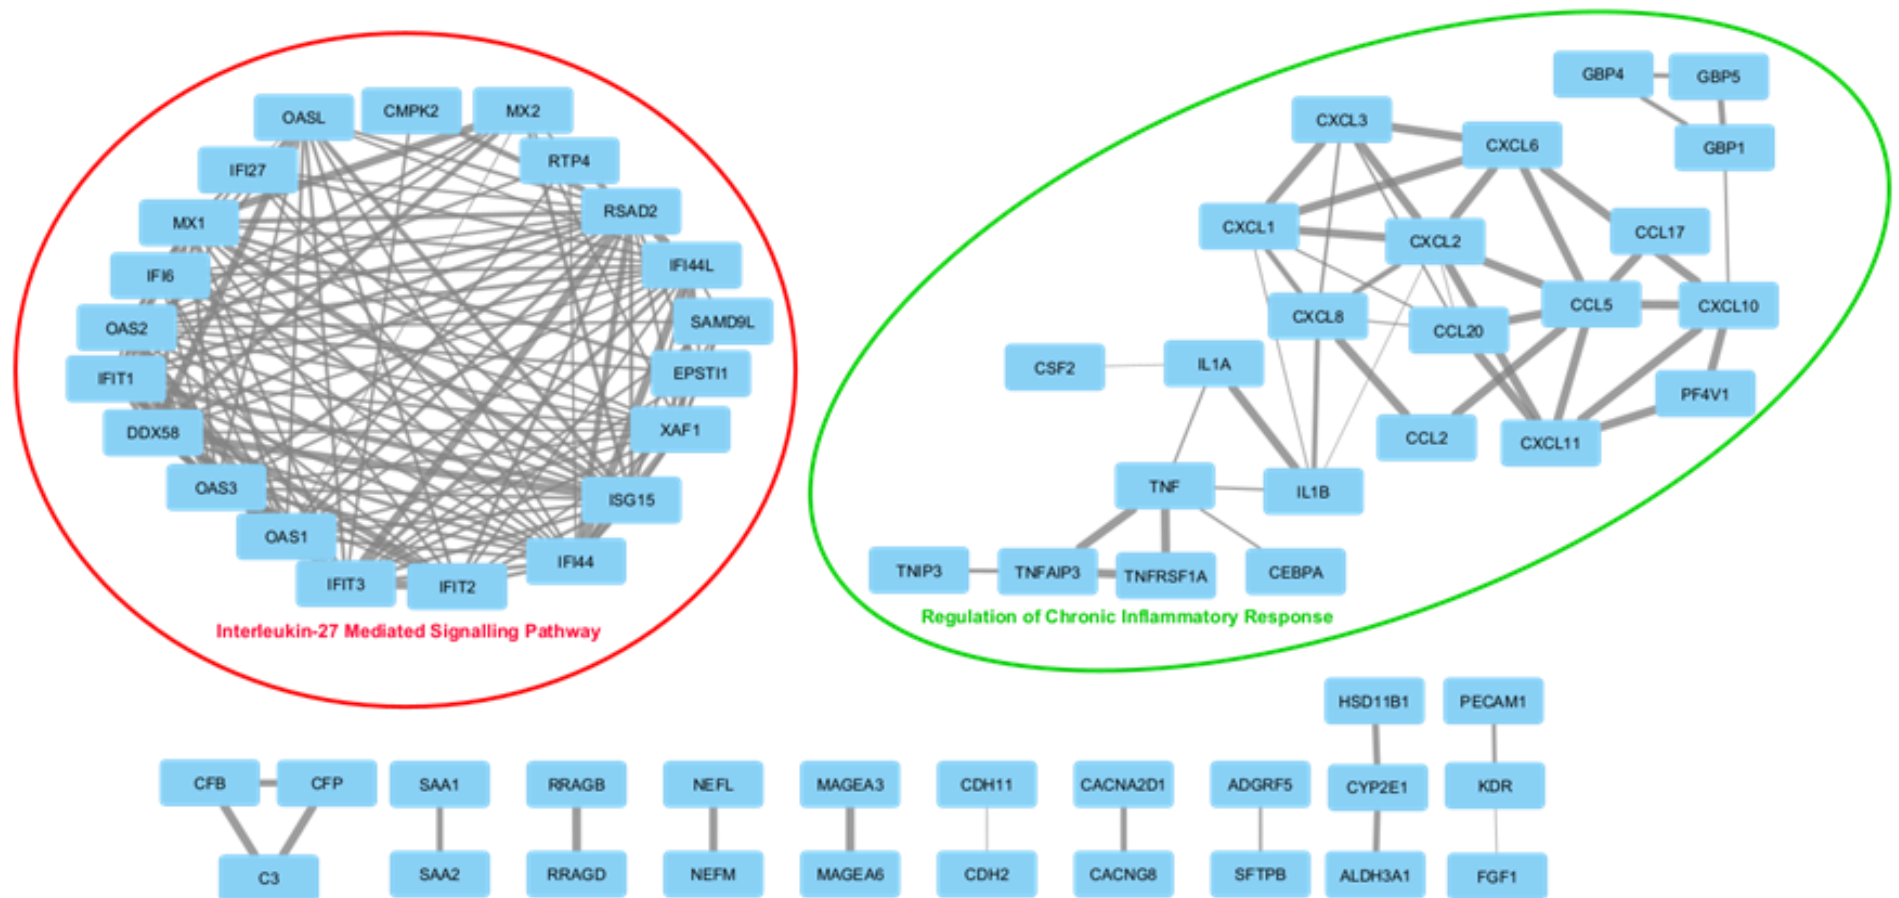 OASL
CMPK2
MX2
IFI27
RTP4
MX1
RSAD2
IFI6
IFI44L
OAS2
SAMD9L
IFIT1
EPSTI1
DDX58
XAF1
OAS3
ISG15
OAS1
IFI44
IFIT3
IFIT2
Interleukin-27 Mediated Signalling Pathway
GBP4
GBP5
CXCL3
CXCL6
GBP1
CXCL1
CXCL2
CCL17
CXCL8
CCL20
CCL5
CXCL10
CSF2
IL1A
PF4V1
CCL2
CXCL11
TNF
IL1B
TNIP3
TNFAIP3
TNFRSF1A
CEBPA
Regulation of Chronic Inflammatory Response
HSD11B1
PECAM1
CFB
CFP
SAA1
RRAGB
NEFL
MAGEA3
CDH11
CACNA2D1
ADGRF5
CYP2E1
KDR
C3
SAA2
RRAGD
NEFM
MAGEA6
CDH2
CACNG8
SFTPB
ALDH3A1
FGF1